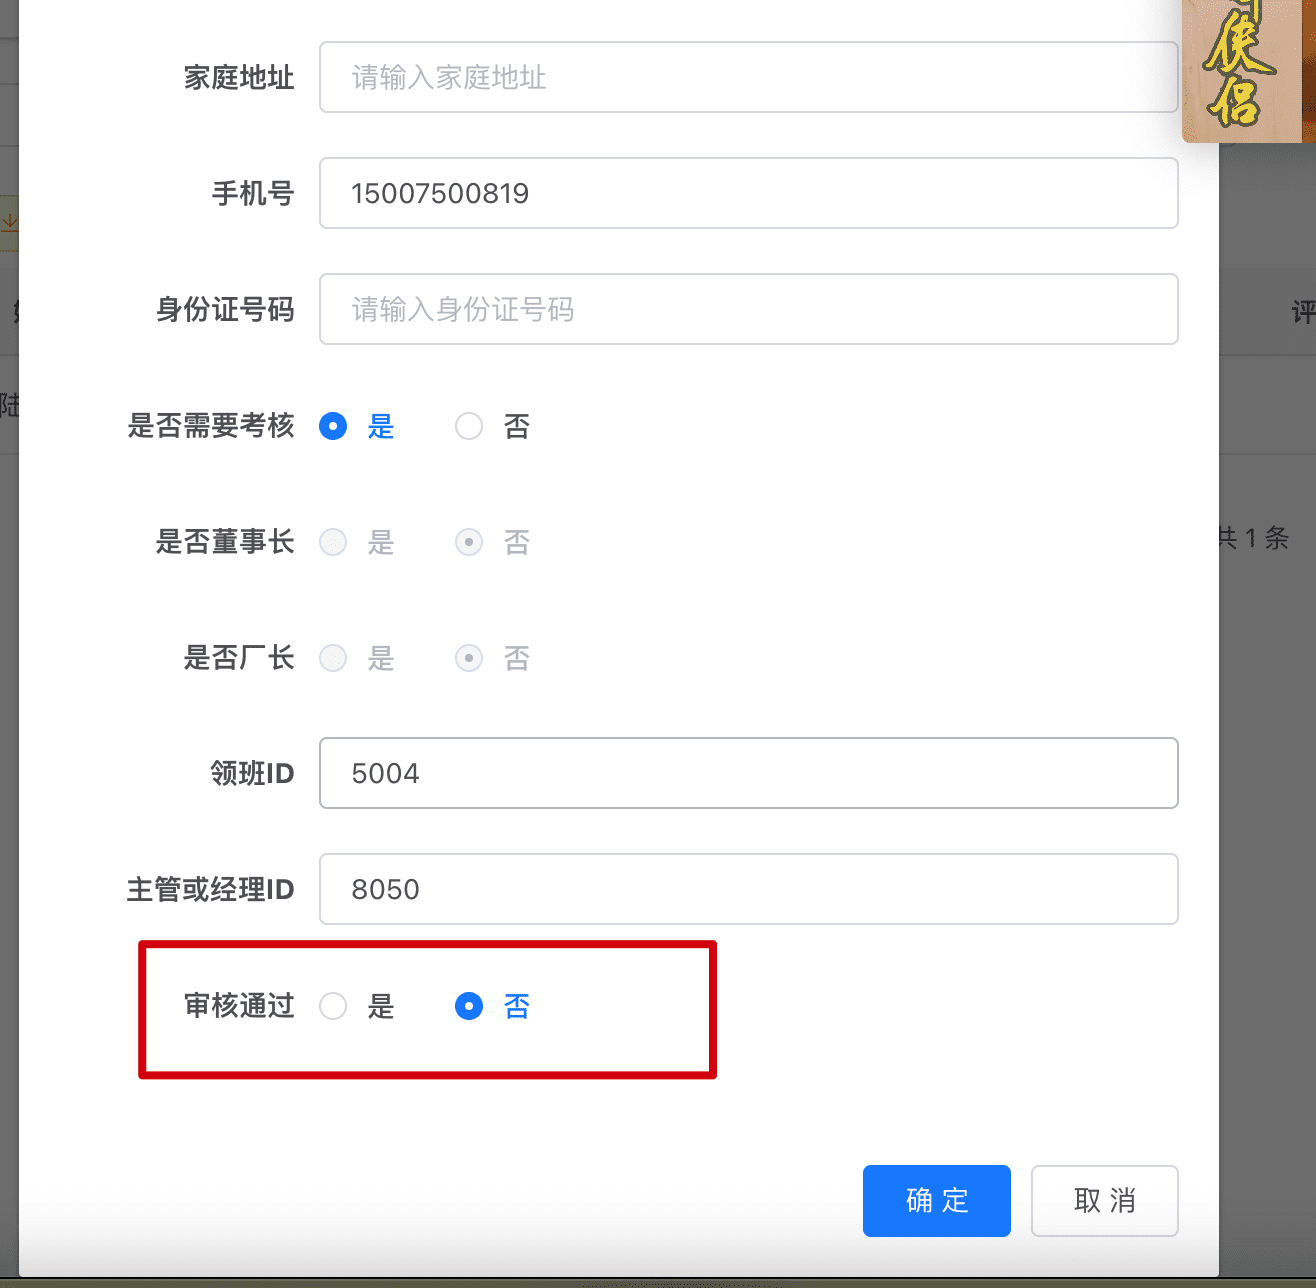 侠侣
家庭地址 请输入家庭地址
手机号 15007500819
身份证号码 请输入身份证号码
评
是否需要考核 是 否
陆
是否董事长 是 否
共 1 条
是否厂长 是 否
领班ID 5004
主管或经理ID 8050
审核通过 是 否
确 定 取 消